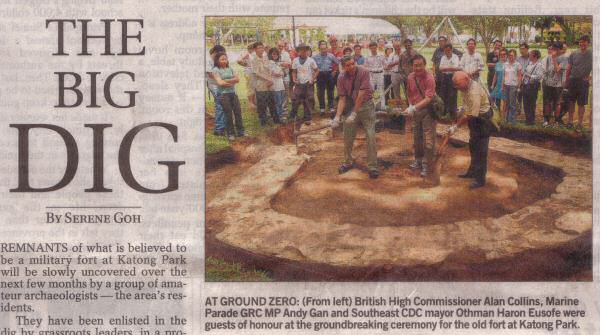 THE
BIG
DIG
By Serene Goh
REMNANTS of what is believed to
be a military fort at Katong Park
will be slowly uncovered over the
next few months by a group of ama-
teur archaeologists — the area's res-
idents.
They have been enlisted in the
dig by grassroots leaders, in a pro-
AT GROUND ZERO: (From left) British High Commissioner Alan Collins, Marine
Parade GRC MP Andy Gan and Southeast CDC mayor Othman Haron Eusofe were
guests of honour at the groundbreaking ceremony for the old fort at Katong Park.